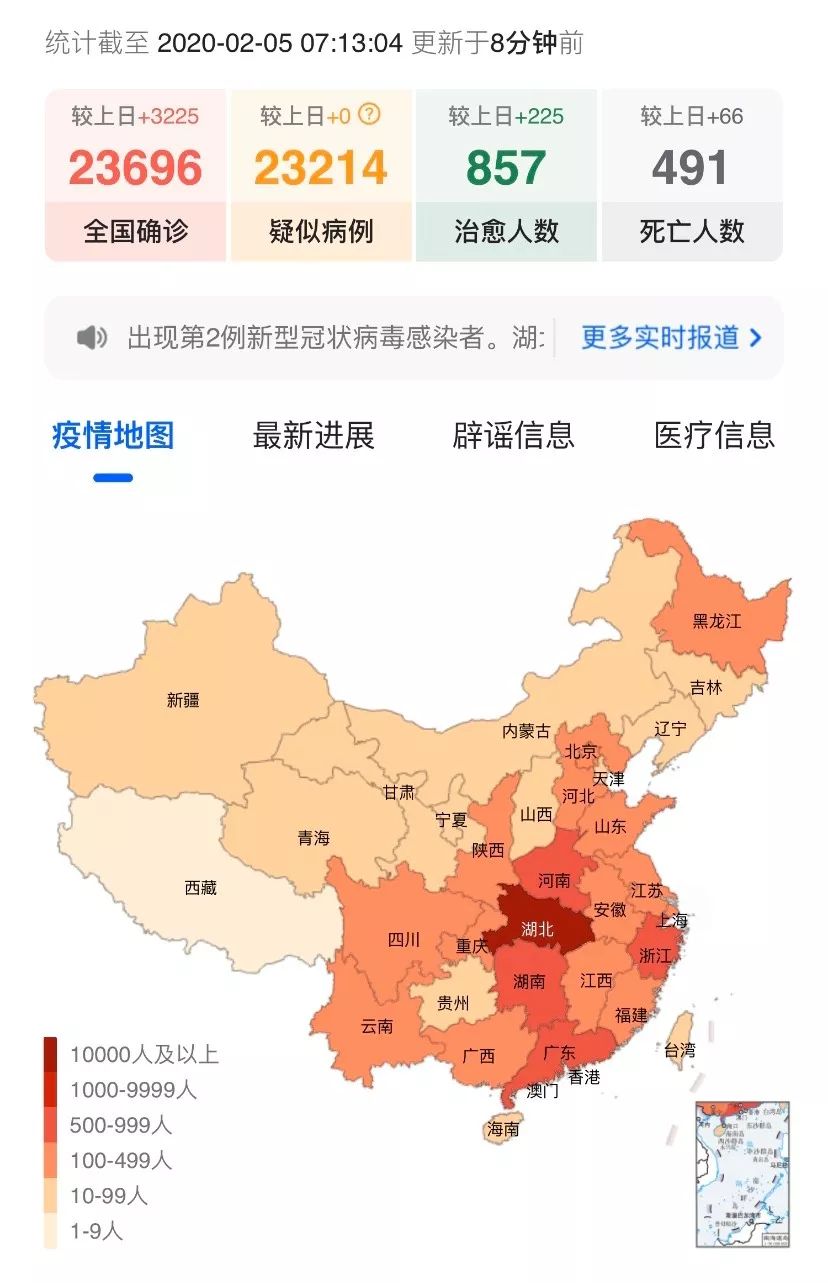 统计截至 2020-02-05 07:13:04 更新于8分钟前
较上日+3225
较上日+0 ?
较上日+225
较上日+66
23696
23214
857
491
全国确诊
疑似病例
治愈人数
死亡人数
出现第2例新型冠状病毒感染者。湖
更多实时报道
疫情地图
最新进展
辟谣信息
医疗信息
黑龙江
吉林
新疆
辽宁
内蒙古
北京
天津
甘肃
河北
宁夏
山西
山东
青海
陕西
河南
西藏
江苏
安徽
上海
湖北
四川
重庆
浙江
湖南
江西
贵州
福建
云南
台湾
广西
广东
香港
澳门
海南
10000人及以上
1000-9999人
500-999人
100-499人
10-99人
1-9人
南海诸岛